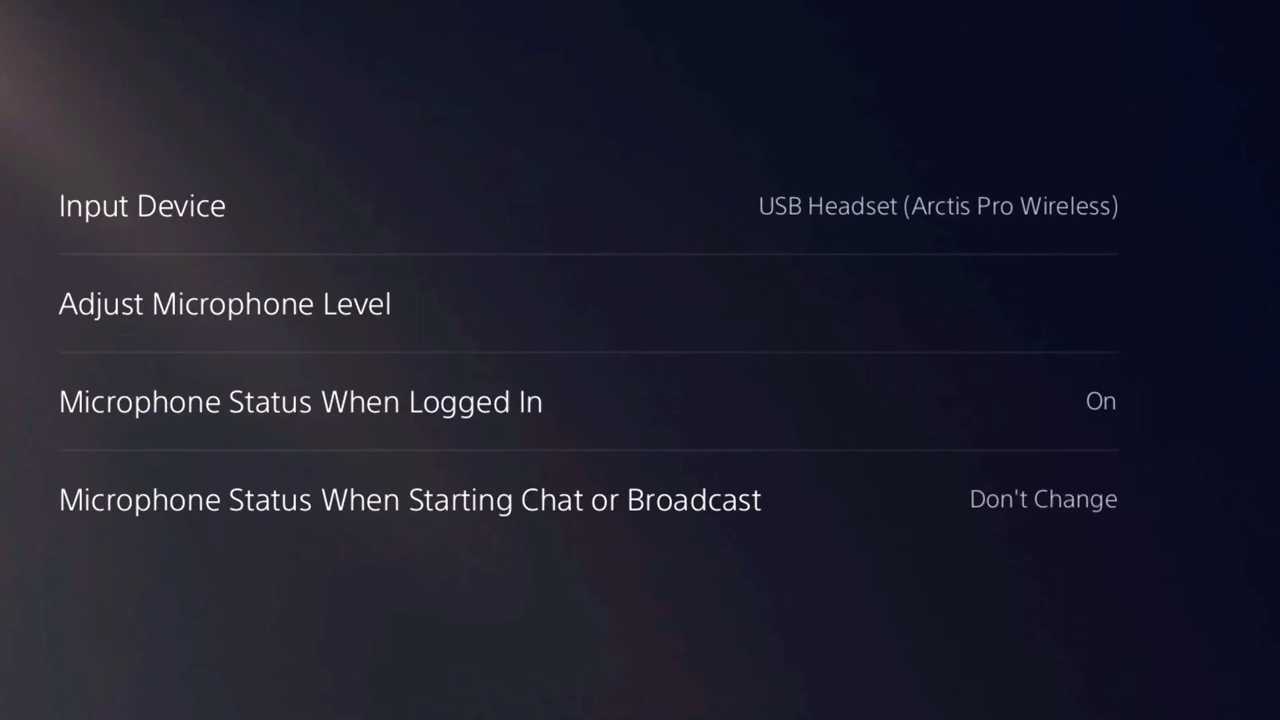 Input Device USB Headset (Arctis Pro Wireless)
Adjust Microphone Level
Microphone Status When Logged In On
Microphone Status When Starting Chat or Broadcast Don't Change